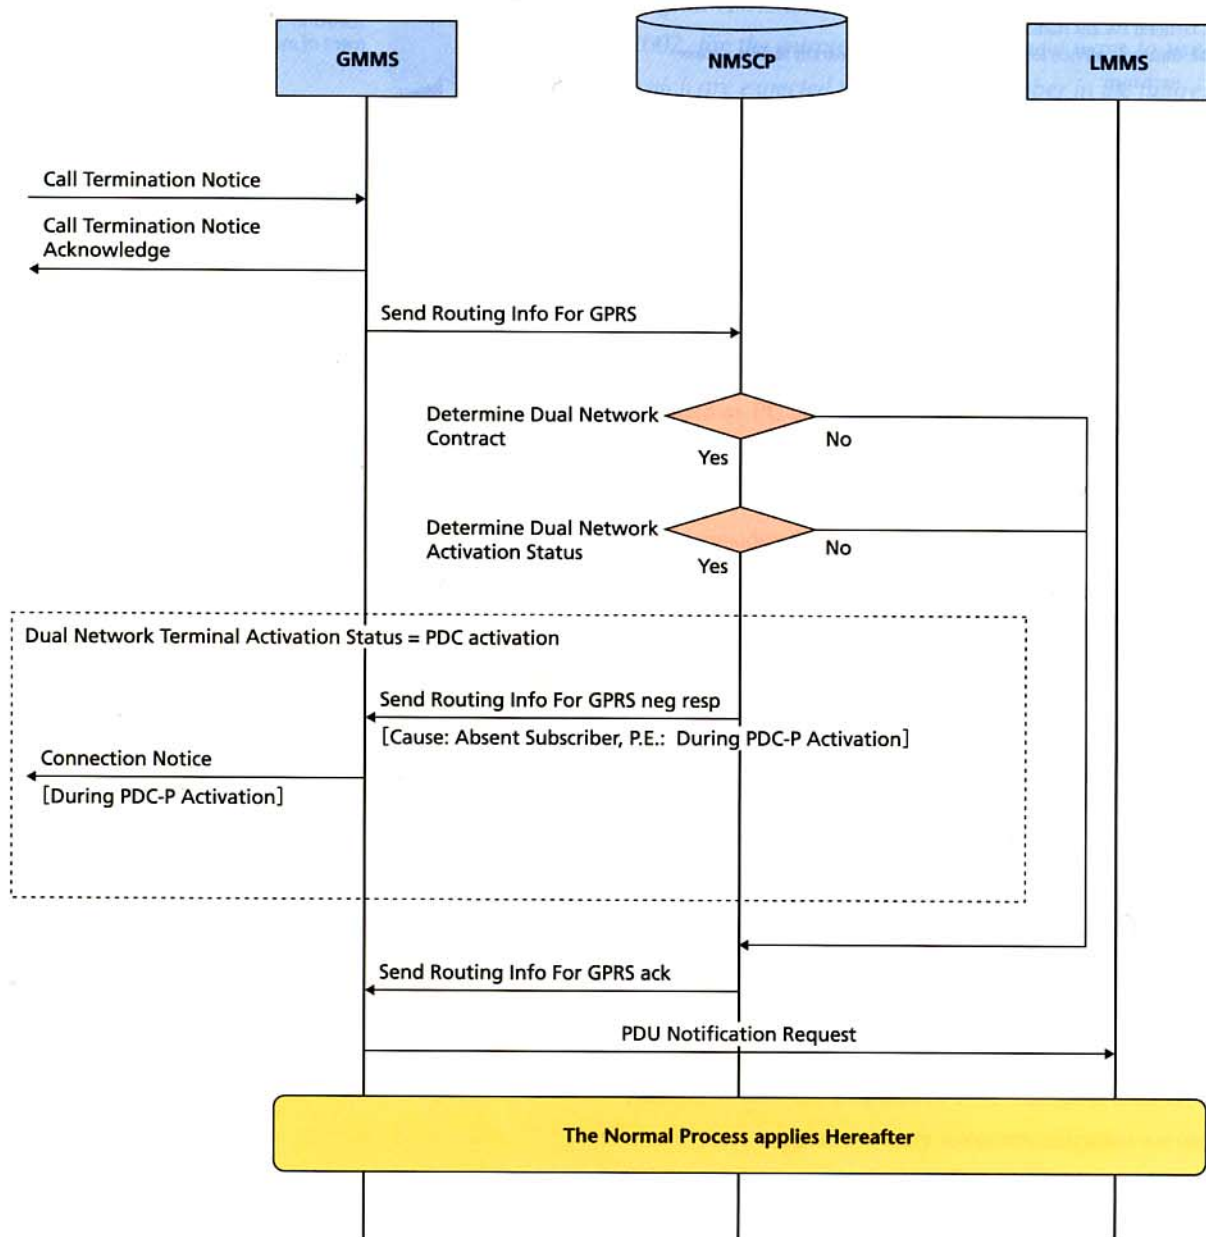 GMMS
NMSCP
LMMS
Call Termination Notice
Call Termination Notice
Acknowledge
Send Routing Info For GPRS
Determine Dual Network
Contract
No
Yes
Determine Dual Network
Activation Status
No
Yes
Dual Network Terminal Activation Status = PDC activation
Send Routing Info For GPRS neg resp
[Cause: Absent Subscriber, P.E.: During PDC-P Activation]
Connection Notice
[During PDC-P Activation]
Send Routing Info For GPRS ack
PDU Notification Request
The Normal Process applies Hereafter